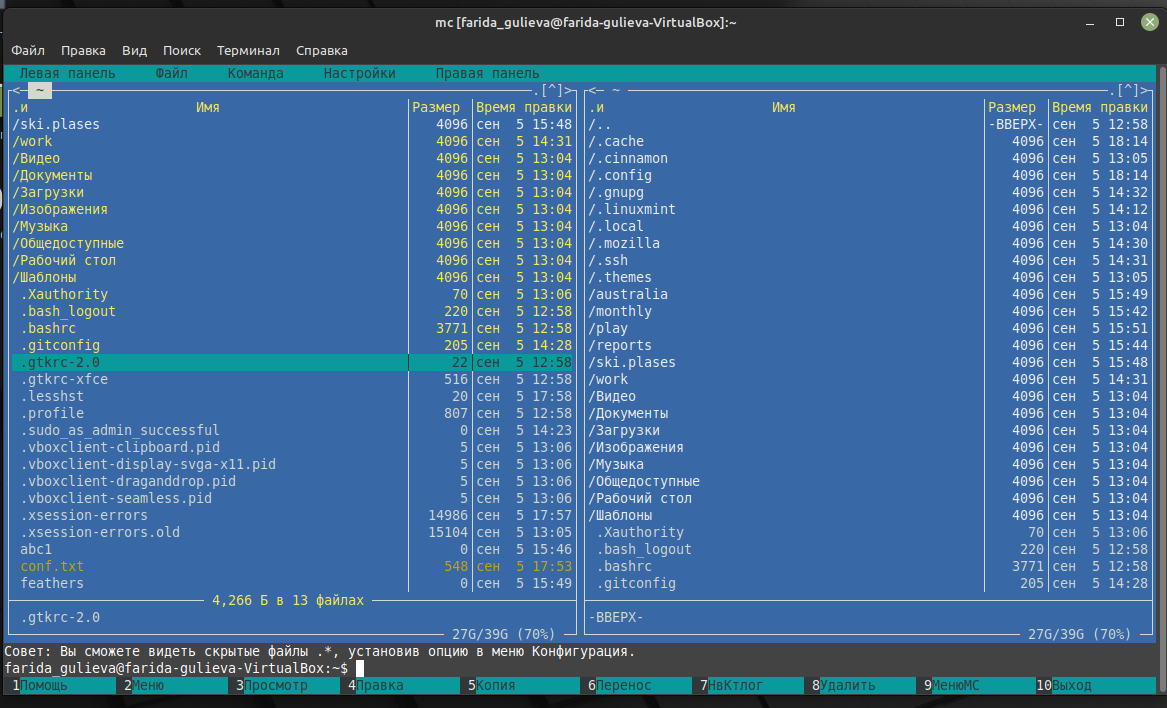 mc [farida_gulieva@farida-gulieva-VirtualBox]:~
Файл Правка Вид Поиск Терминал Справка
Левая панель Файл Команда Настройки Правая панель
<─ ~ .[^]> <─ ~ .[^]>
.и Имя Размер Время правки .и Имя Размер Время правки
/ski.plases 4096 сен 5 15:48 /.. -ВВЕРХ- сен 5 12:58
/work 4096 сен 5 14:31 /.cache 4096 сен 5 18:14
/Видео 4096 сен 5 13:04 /.cinnamon 4096 сен 5 13:05
/Документы 4096 сен 5 13:04 /.config 4096 сен 5 18:14
/Загрузки 4096 сен 5 13:04 /.gnupg 4096 сен 5 14:32
/Изображения 4096 сен 5 13:04 /.linuxmint 4096 сен 5 14:12
/Музыка 4096 сен 5 13:04 /.local 4096 сен 5 13:04
/Общедоступные 4096 сен 5 13:04 /.mozilla 4096 сен 5 14:30
/Рабочий стол 4096 сен 5 13:04 /.ssh 4096 сен 5 14:31
/Шаблоны 4096 сен 5 13:04 /.themes 4096 сен 5 13:05
.Xauthority 70 сен 5 13:06 /australia 4096 сен 5 15:49
.bash_logout 220 сен 5 12:58 /monthly 4096 сен 5 15:42
.bashrc 3771 сен 5 12:58 /play 4096 сен 5 15:51
.gitconfig 205 сен 5 14:28 /reports 4096 сен 5 15:44
.gtkrc-2.0 22 сен 5 12:58 /ski.plases 4096 сен 5 15:48
.gtkrc-xfce 516 сен 5 12:58 /work 4096 сен 5 14:31
.lesshst 20 сен 5 17:58 /Видео 4096 сен 5 13:04
.profile 807 сен 5 12:58 /Документы 4096 сен 5 13:04
.sudo_as_admin_successful 0 сен 5 14:23 /Загрузки 4096 сен 5 13:04
.vboxclient-clipboard.pid 5 сен 5 13:06 /Изображения 4096 сен 5 13:04
.vboxclient-display-svga-x11.pid 5 сен 5 13:06 /Музыка 4096 сен 5 13:04
.vboxclient-draganddrop.pid 5 сен 5 13:06 /Общедоступные 4096 сен 5 13:04
.vboxclient-seamless.pid 5 сен 5 13:06 /Рабочий стол 4096 сен 5 13:04
.xsession-errors 14986 сен 5 17:57 /Шаблоны 4096 сен 5 13:04
.xsession-errors.old 15104 сен 5 13:05 .Xauthority 70 сен 5 13:06
abc1 0 сен 5 15:46 .bash_logout 220 сен 5 12:58
conf.txt 548 сен 5 17:53 .bashrc 3771 сен 5 12:58
feathers 0 сен 5 15:49 .gitconfig 205 сен 5 14:28
4,266 Б в 13 файлах
.gtkrc-2.0 -ВВЕРХ-
27G/39G (70%) 27G/39G (70%)
Совет: Вы сможете видеть скрытые файлы .*, установив опцию в меню Конфигурация.
farida_gulieva@farida-gulieva-VirtualBox:~$
1Помощь 2Меню 3Просмотр 4Правка 5Копия 6Перенос 7НвКтлог 8Удалить 9МенюМС 10Выход